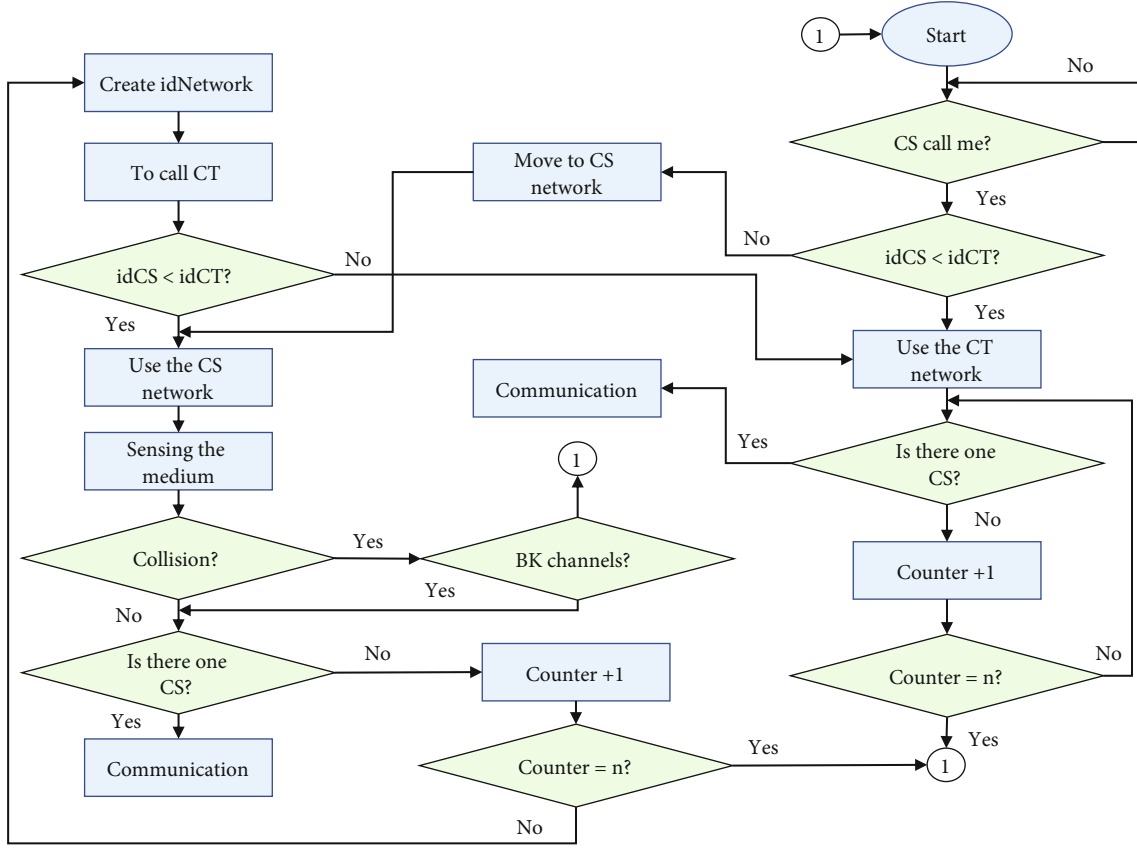 1
Start
No
Create idNetwork
CS call me?
To call CT
Move to CS
network
Yes
No
idCS < idCT?
No
idCS < idCT?
Yes
Yes
Use the CS
network
Use the CT
network
Communication
Yes
Sensing the
medium
1
Is there one
CS?
No
Collision?
Yes
BK channels?
Counter +1
Yes
No
Is there one
CS?
No
Counter +1
Counter = n?
No
Yes
Communication
Counter = n?
Yes
1
Yes
No